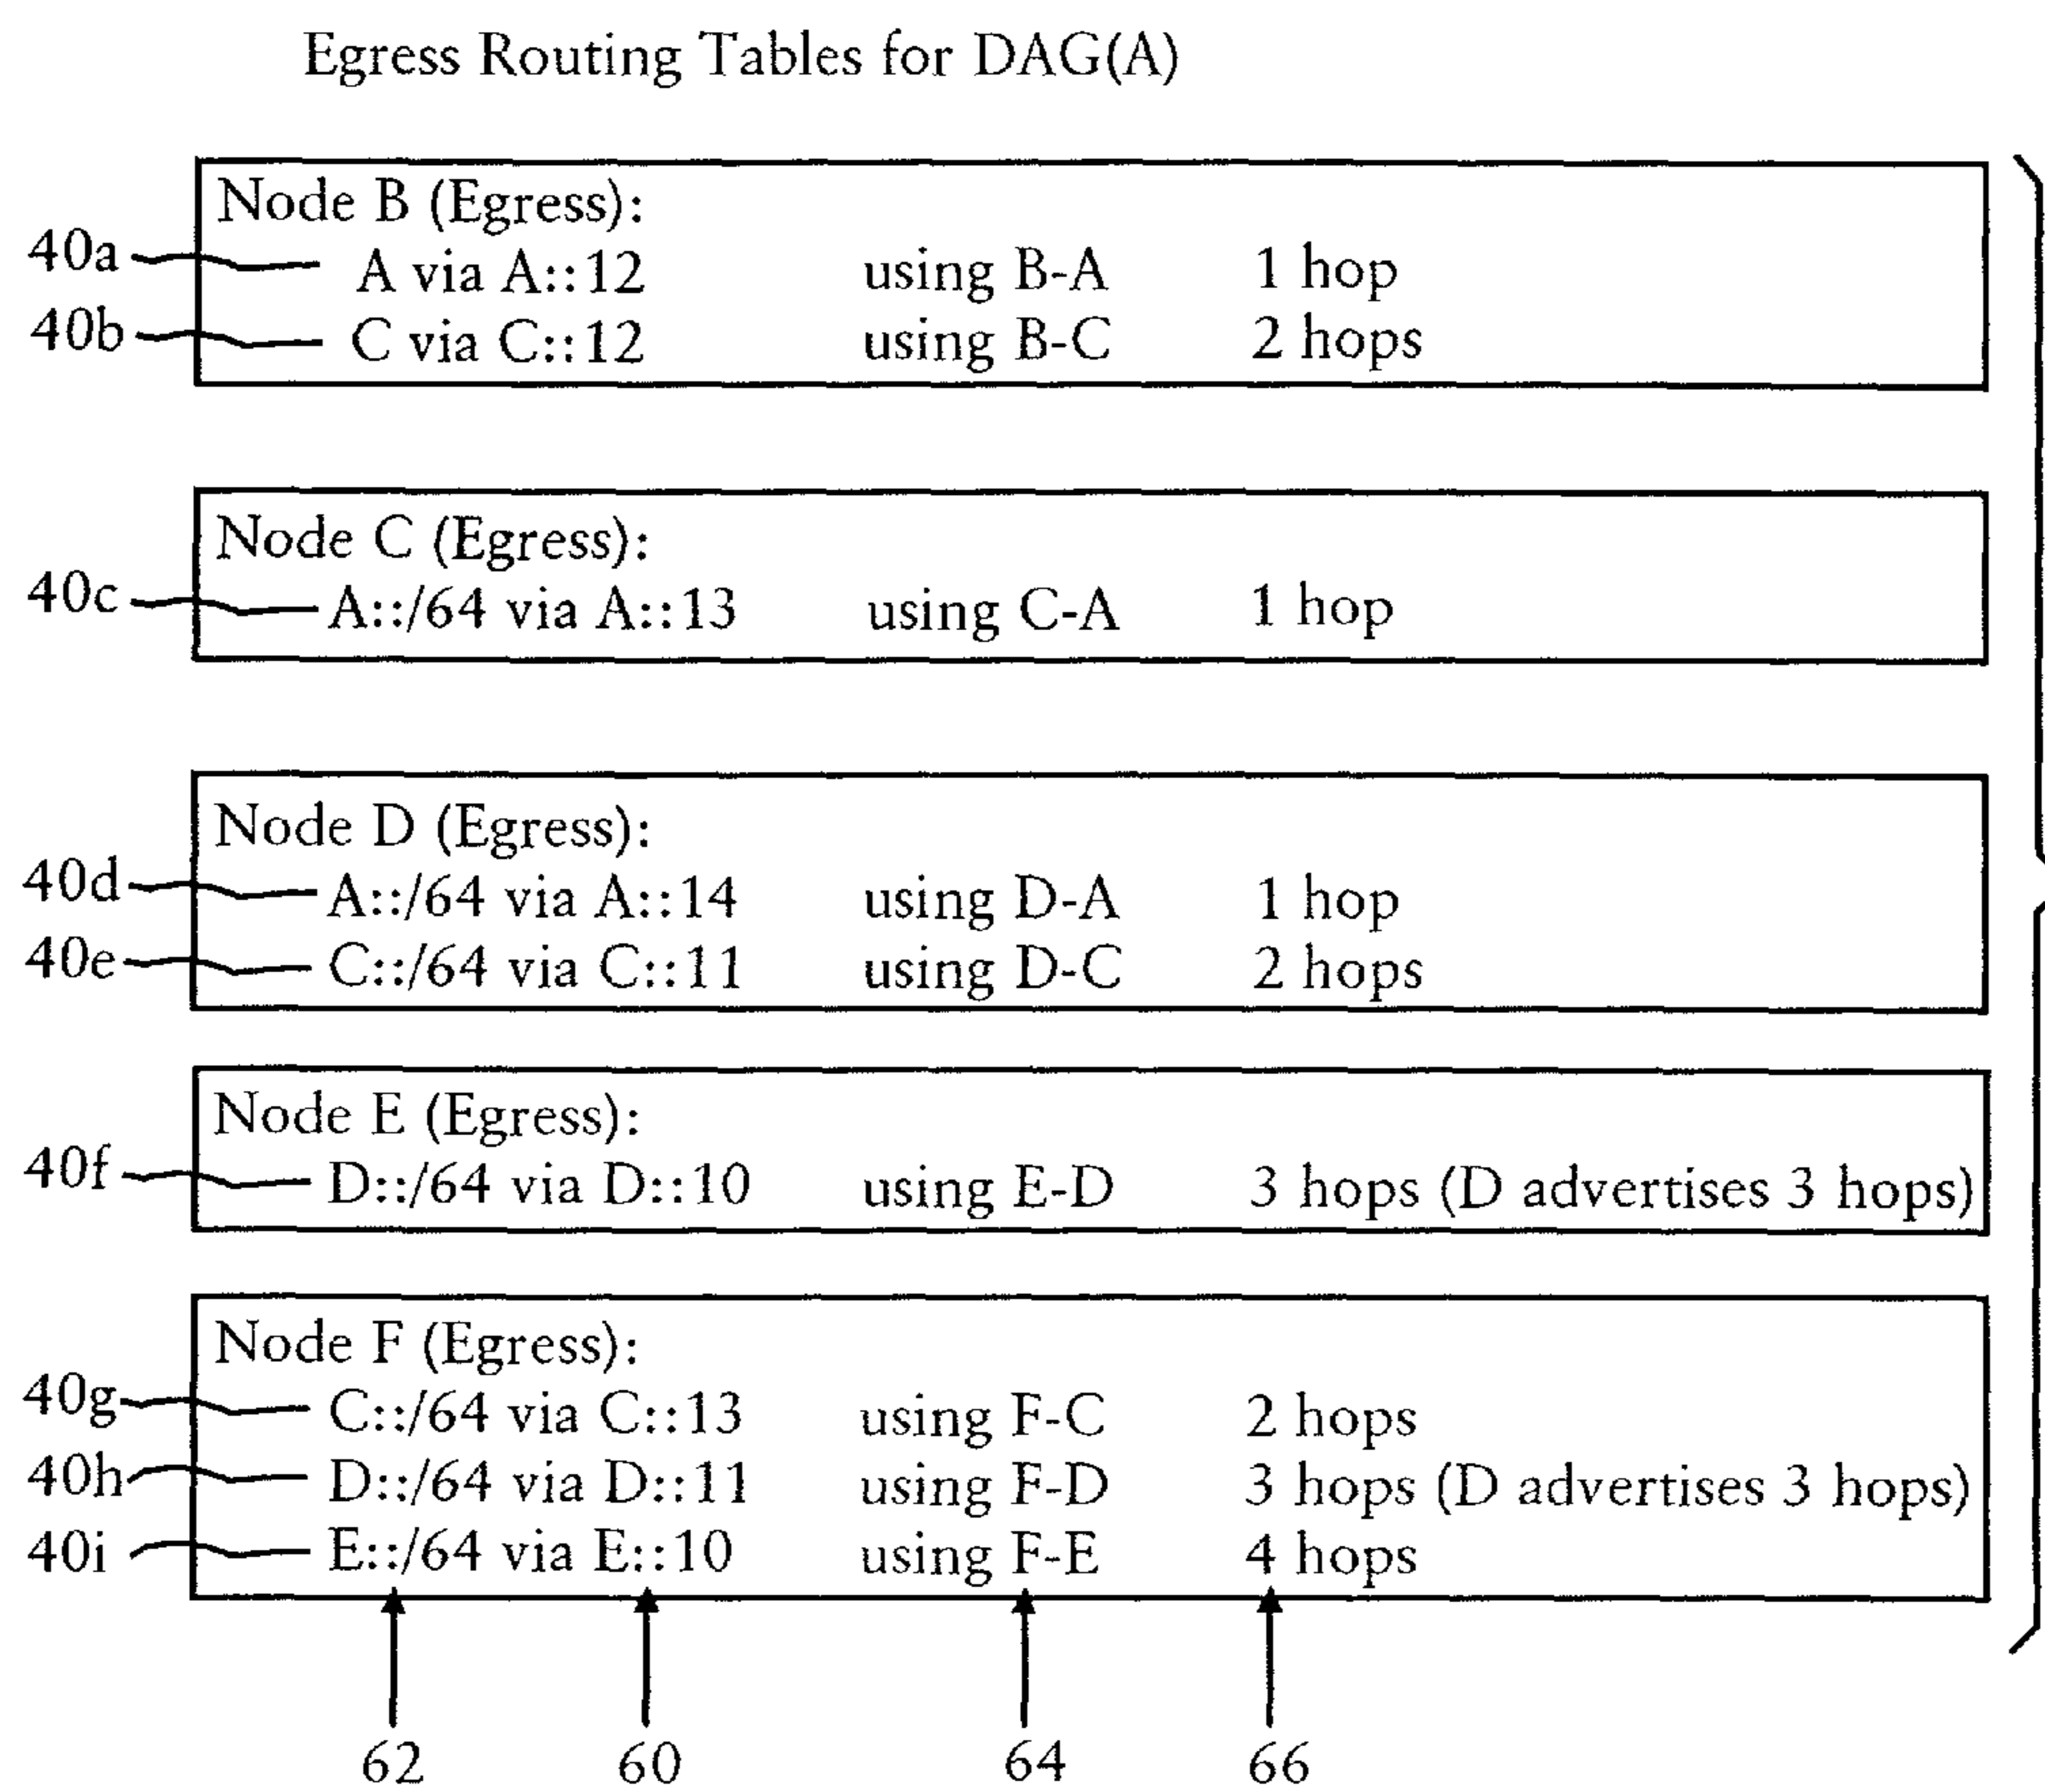 Egress Routing Tables for DAG(A)
Node B (Egress):
40a A via A::12 using B-A 1 hop
40b C via C::12 using B-C 2 hops
Node C (Egress):
40c A::/64 via A::13 using C-A 1 hop
Node D (Egress):
40d A::/64 via A::14 using D-A 1 hop
40e C::/64 via C::11 using D-C 2 hops
Node E (Egress):
40f D::/64 via D::10 using E-D 3 hops (D advertises 3 hops)
Node F (Egress):
40g C::/64 via C::13 using F-C 2 hops
40h D::/64 via D::11 using F-D 3 hops (D advertises 3 hops)
40i E::/64 via E::10 using F-E 4 hops
62 60 64 66